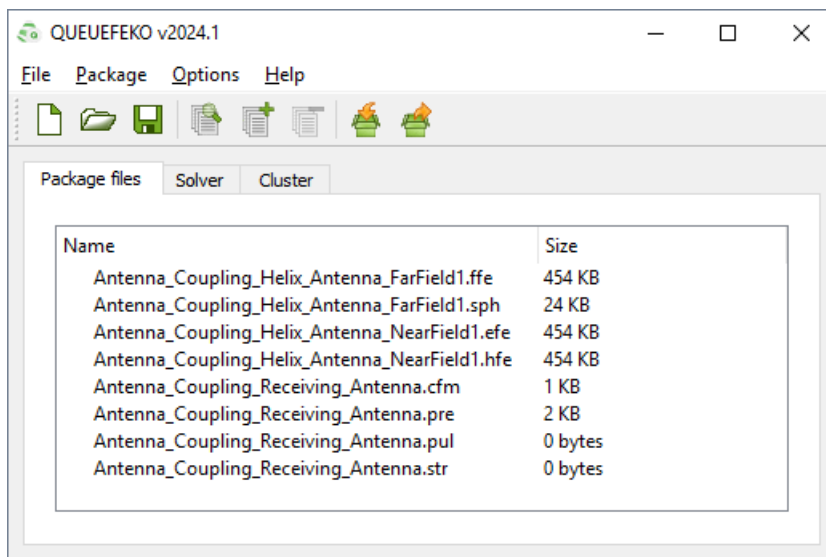 QUEUEFEKO v2024.1
File Package Options Help
Package files Solver Cluster
Name Size
Antenna_Coupling_Helix_Antenna_FarField1.ffe 454 KB
Antenna_Coupling_Helix_Antenna_FarField1.sph 24 KB
Antenna_Coupling_Helix_Antenna_NearField1.efe 454 KB
Antenna_Coupling_Helix_Antenna_NearField1.hfe 454 KB
Antenna_Coupling_Receiving_Antenna.cfm 1 KB
Antenna_Coupling_Receiving_Antenna.pre 2 KB
Antenna_Coupling_Receiving_Antenna.pul 0 bytes
Antenna_Coupling_Receiving_Antenna.str 0 bytes